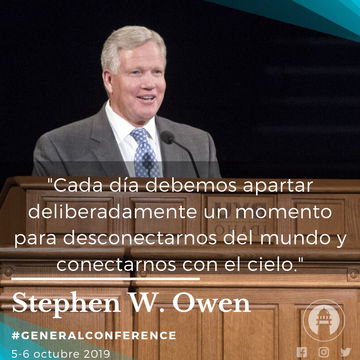 "Cada día debemos apartar
deliberadamente un momento
para desconectarnos del mundo y
conectarnos con el cielo."
Stephen W. Owen
#GENERALCONFERENCE
5-6 octubre 2019